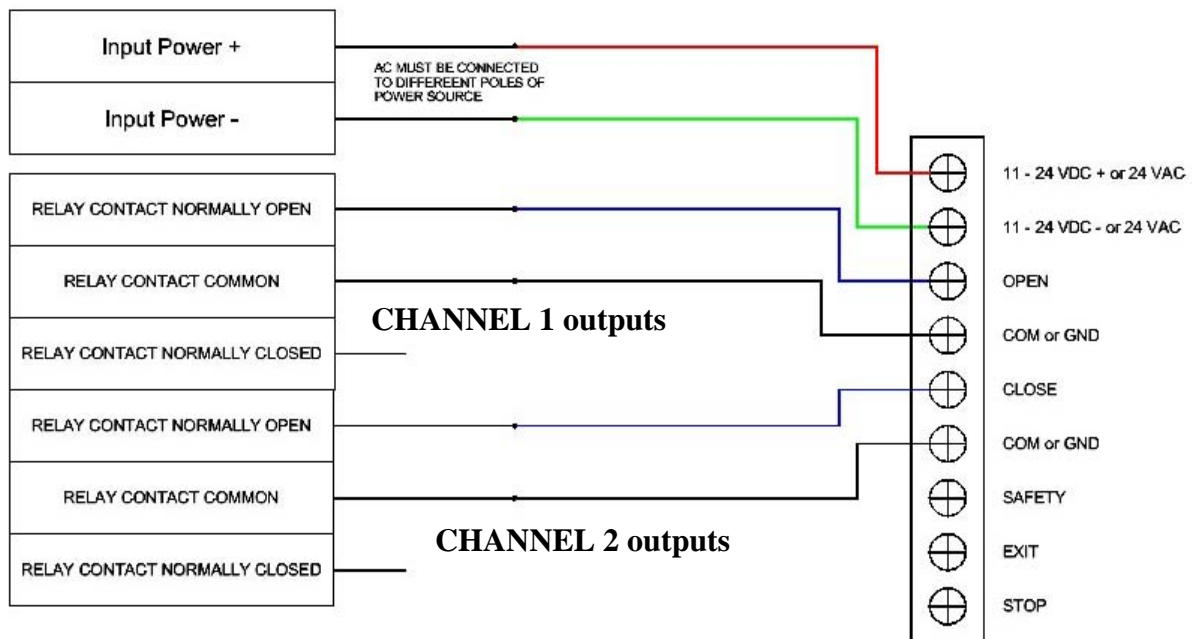 Input Power +
AC MUST BE CONNECTED
TO DIFFEREENT POLES OF
POWER SOURCE
Input Power -
RELAY CONTACT NORMALLY OPEN
RELAY CONTACT COMMON
CHANNEL 1 outputs
RELAY CONTACT NORMALLY CLOSED
RELAY CONTACT NORMALLY OPEN
RELAY CONTACT COMMON
CHANNEL 2 outputs
RELAY CONTACT NORMALLY CLOSED
11 - 24 VDC + or 24 VAC
11 - 24 VDC - or 24 VAC
OPEN
COM or GND
CLOSE
COM or GND
SAFETY
EXIT
STOP